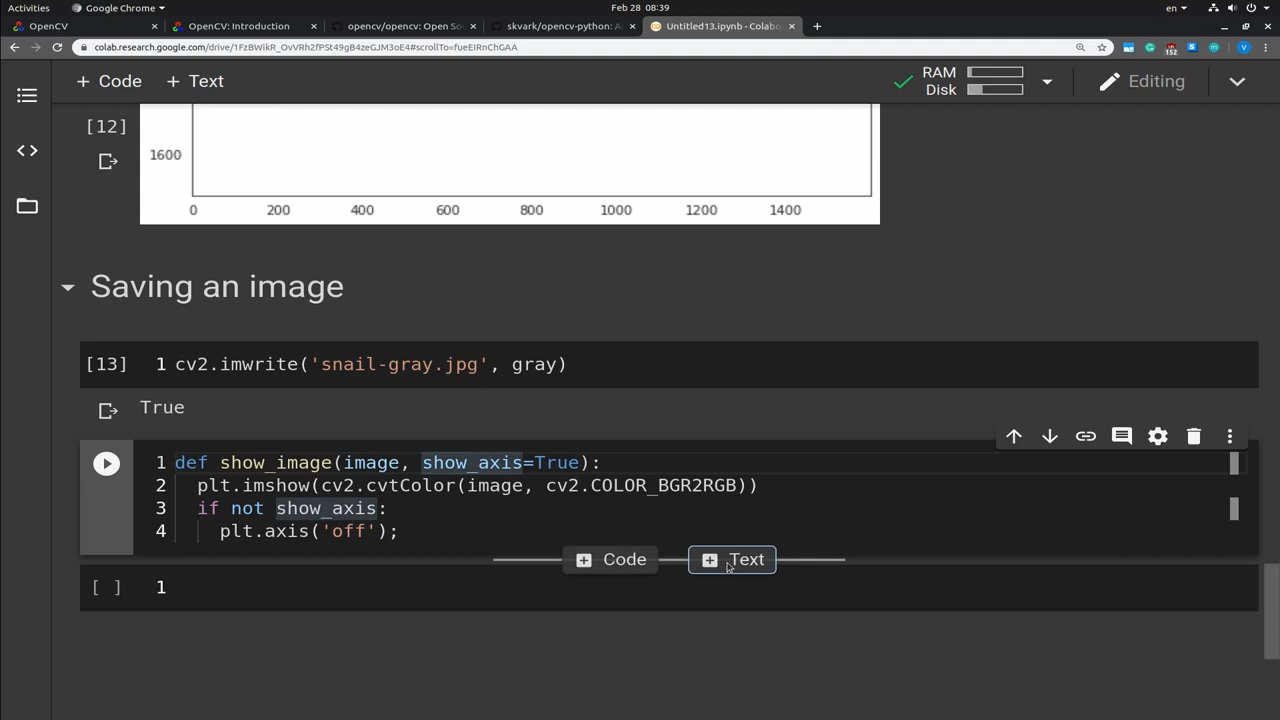 Activities
Google Chrome
Feb 28 08:39
en
OpenCV
OpenCV: Introduction
opencv/opencv: Open So
skvark/opencv-python: A
Untitled13.ipynb - Colabo
colab.research.google.com/drive/1FzBWikR_OvVRh2fPSt49gB4zeGJM3oE4#scrollTo=fueEIRnChGAA
152
V
+ Code + Text
RAM
Disk
Editing
[12]
1600
0 200 400 600 800 1000 1200 1400
Saving an image
[13] 1 cv2.imwrite('snail-gray.jpg', gray)
True
1 def show_image(image, show_axis=True):
2 plt.imshow(cv2.cvtColor(image, cv2.COLOR_BGR2RGB))
3 if not show_axis:
4 plt.axis('off');
Code Text
[ ] 1